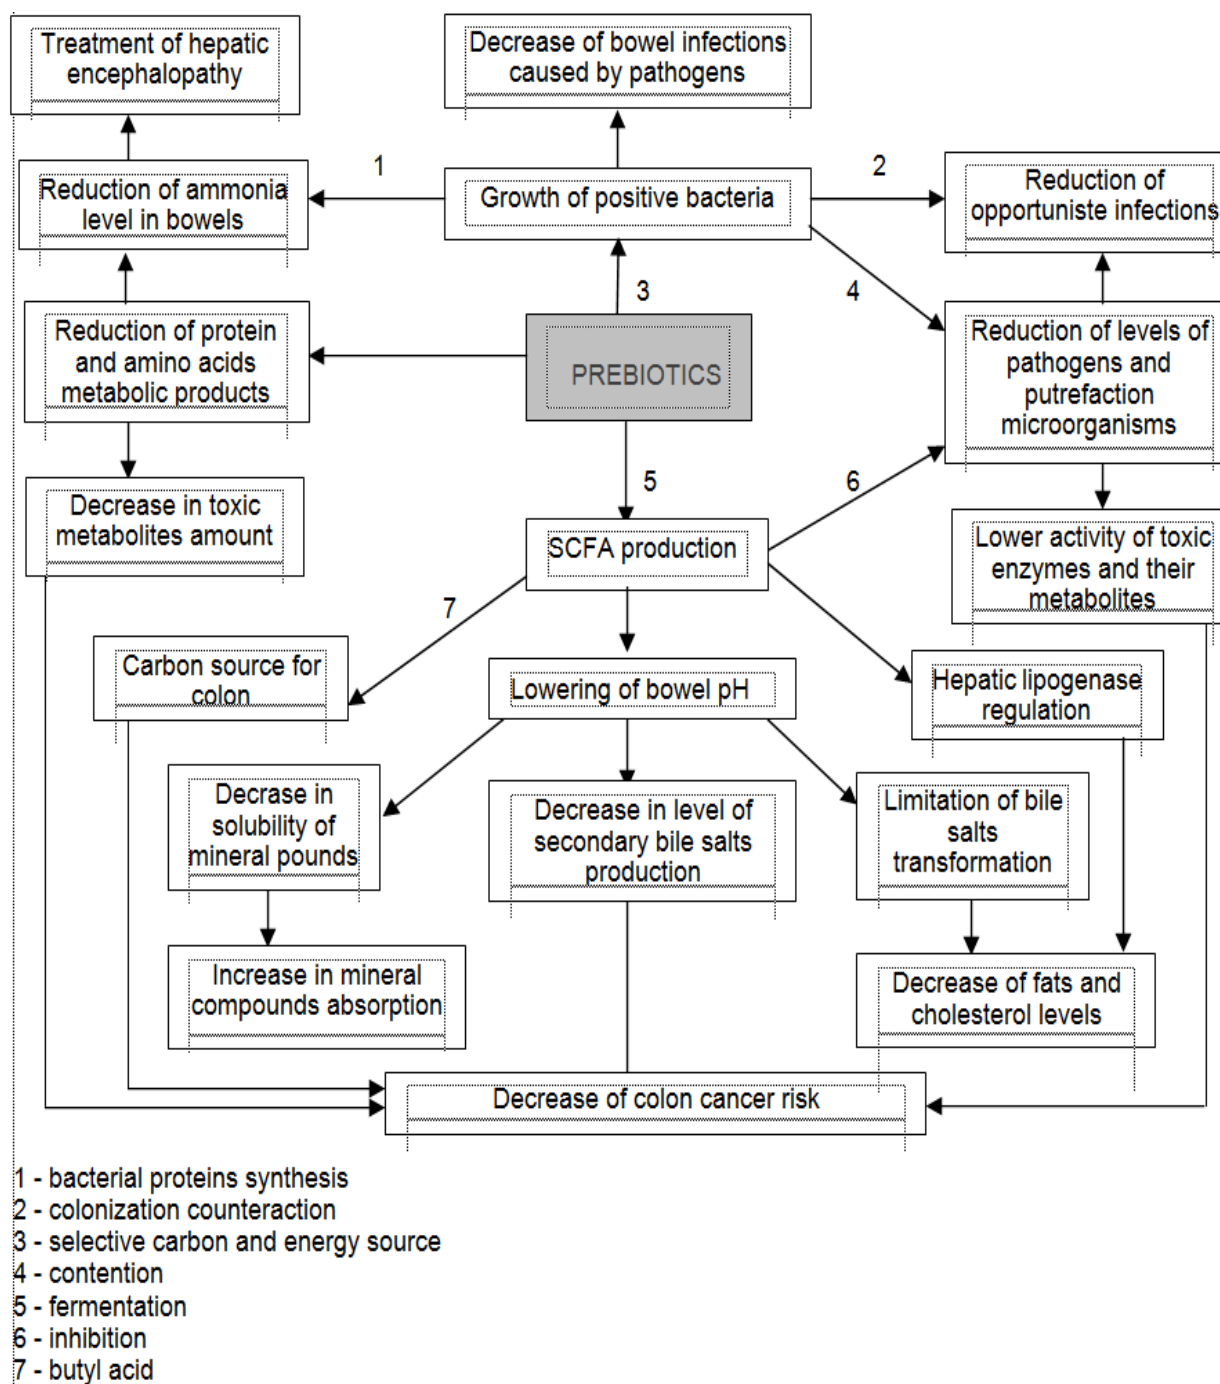 Treatment of hepatic
encephalopathy
Decrease of bowel infections
caused by pathogens
1
2
Reduction of ammonia
level in bowels
Growth of positive bacteria
Reduction of
opportuniste infections
3
4
Reduction of protein
and amino acids
metabolic products
PREBIOTICS
Reduction of levels of
pathogens and
putrefaction
microorganisms
5
6
Decrease in toxic
metabolites amount
SCFA production
Lower activity of toxic
enzymes and their
metabolites
7
Carbon source for
colon
Lowering of bowel pH
Hepatic lipogenase
regulation
Decrase in
solubility of
mineral pounds
Decrease in level of
secondary bile salts
production
Limitation of bile
salts
transformation
Increase in mineral
compounds absorption
Decrease of fats and
cholesterol levels
Decrease of colon cancer risk
1 - bacterial proteins synthesis
2 - colonization counteraction
3 - selective carbon and energy source
4 - contention
5 - fermentation
6 - inhibition
7 - butyl acid